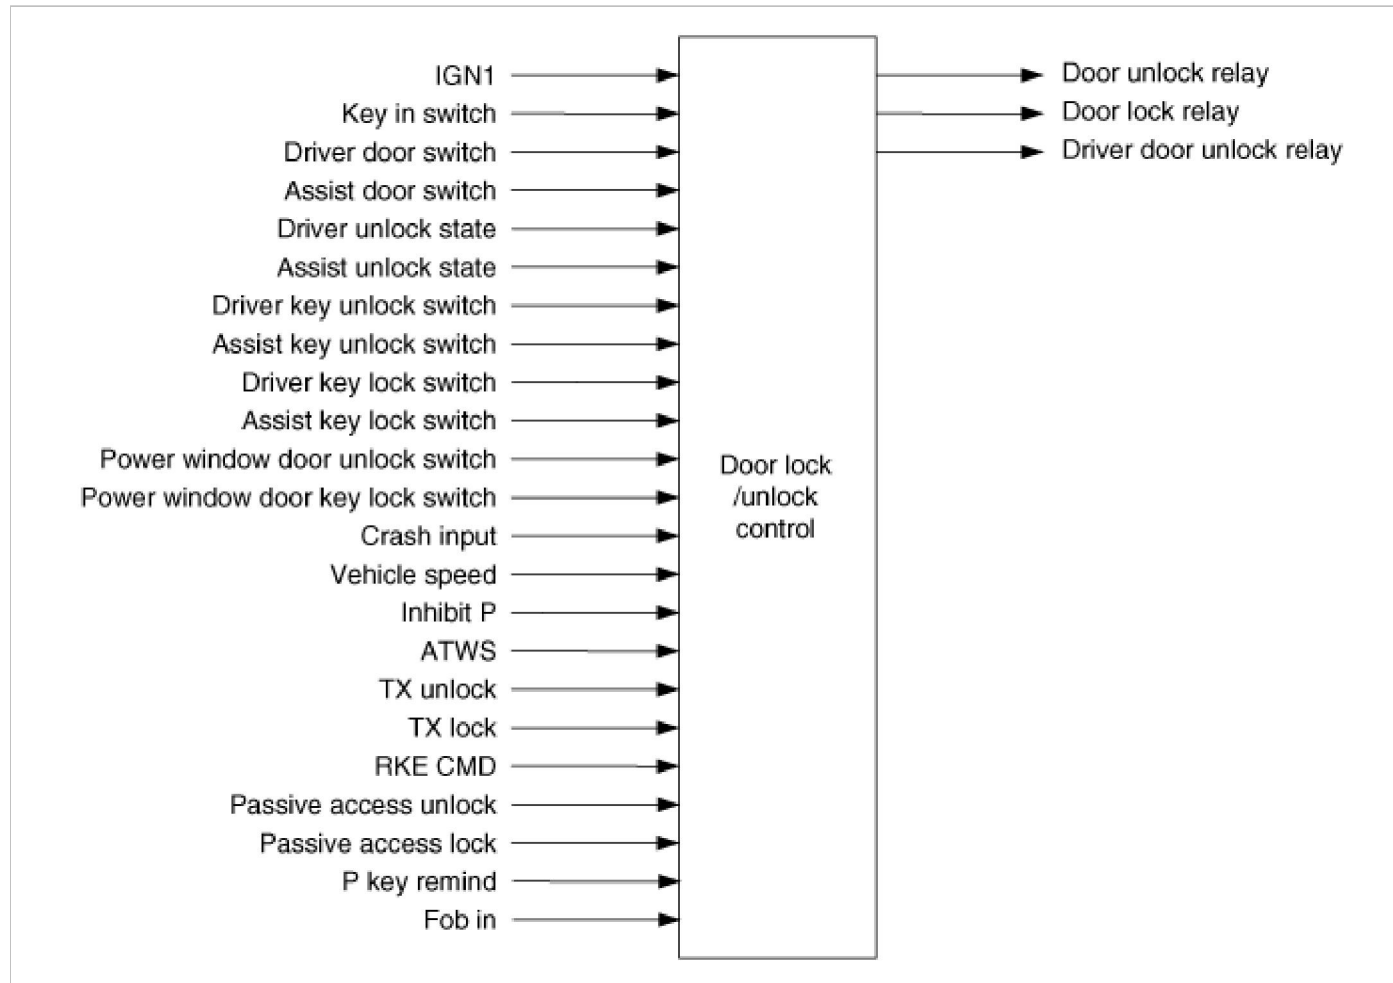 IGN1
Key in switch
Driver door switch
Assist door switch
Driver unlock state
Assist unlock state
Driver key unlock switch
Assist key unlock switch
Driver key lock switch
Assist key lock switch
Power window door unlock switch
Power window door key lock switch
Crash input
Vehicle speed
Inhibit P
ATWS
TX unlock
TX lock
RKE CMD
Passive access unlock
Passive access lock
P key remind
Fob in
Door lock
/unlock
control
Door unlock relay
Door lock relay
Driver door unlock relay